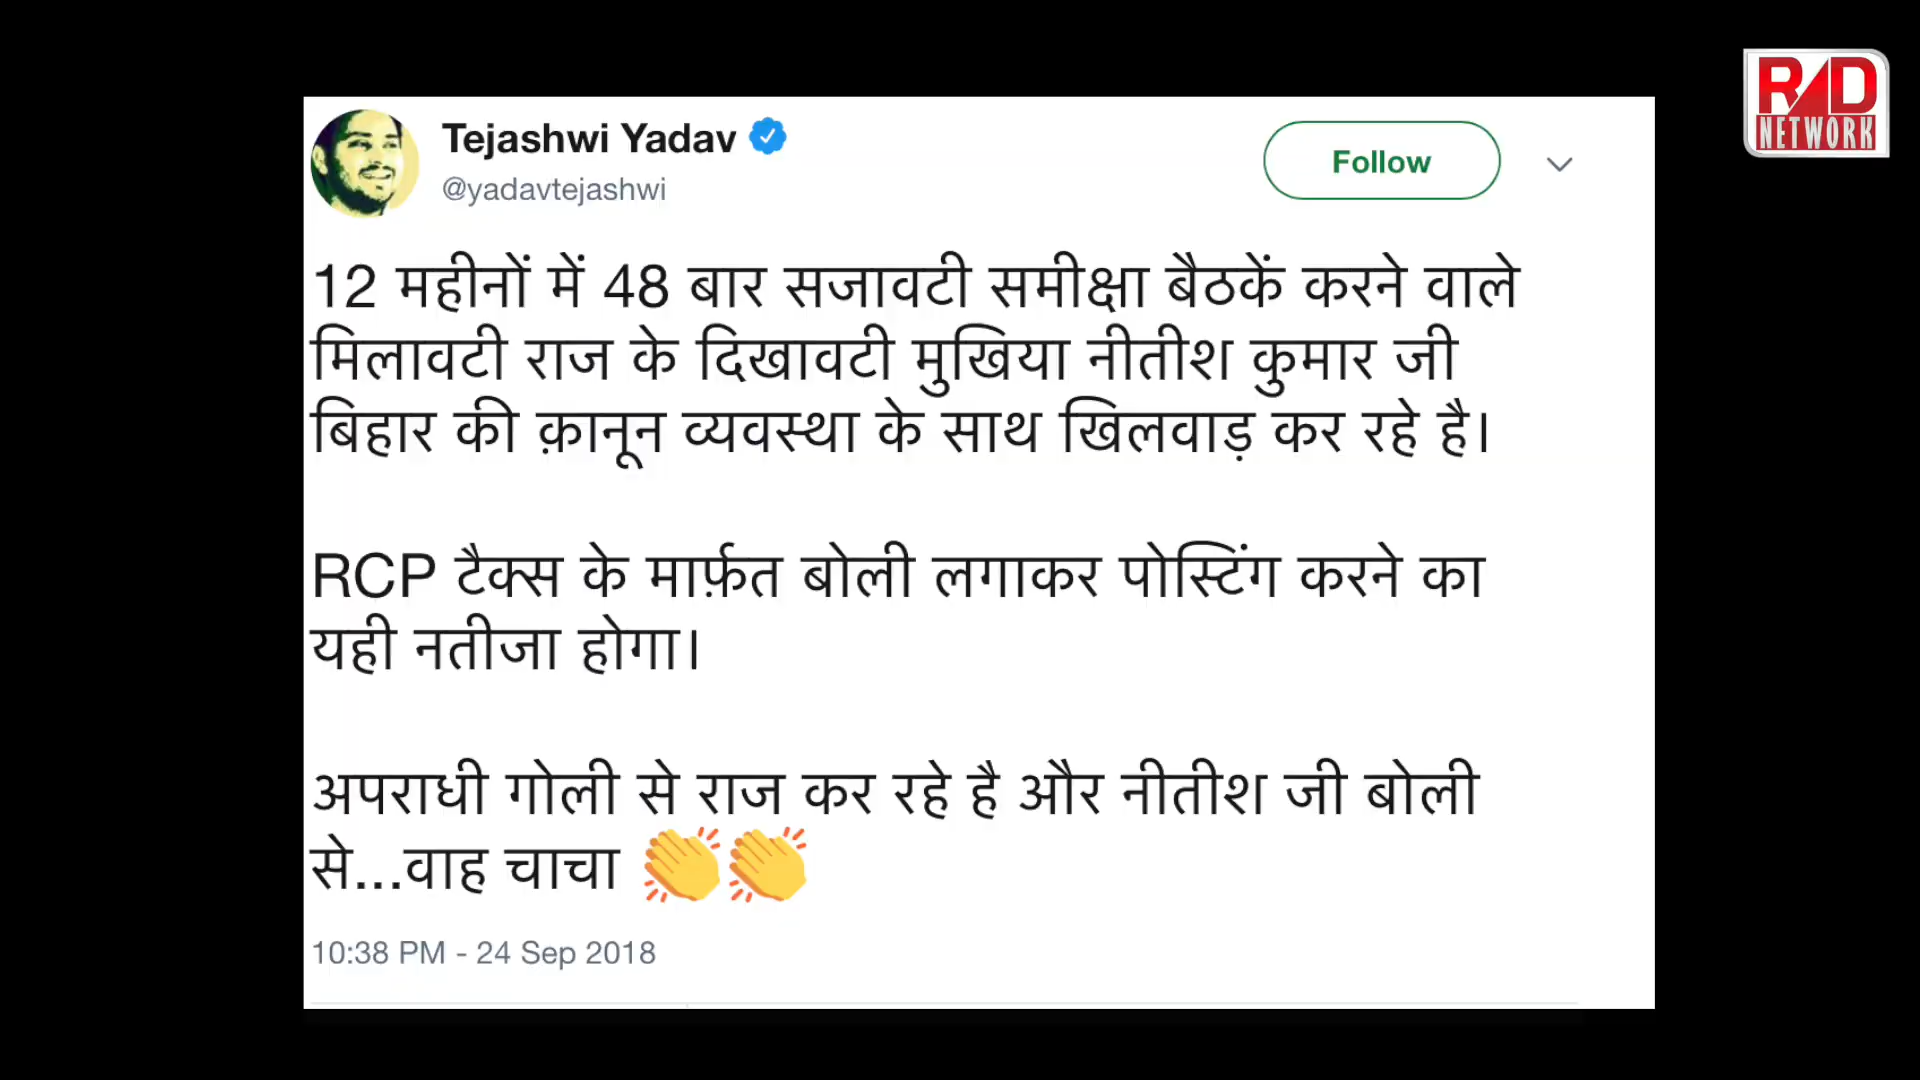 Tejashwi Yadav
@yadavtejashwi
Follow
RAD
NETWORK
12 महीनों में 48 बार सजावटी समीक्षा बैठकें करने वाले
मिलावटी राज के दिखावटी मुखिया नीतीश कुमार जी
बिहार की क़ानून व्यवस्था के साथ खिलवाड़ कर रहे है।
RCP टैक्स के मार्फ़त बोली लगाकर पोस्टिंग करने का
यही नतीजा होगा।
अपराधी गोली से राज कर रहे है और नीतीश जी बोली
से...वाह चाचा 👏👏
10:38 PM - 24 Sep 2018